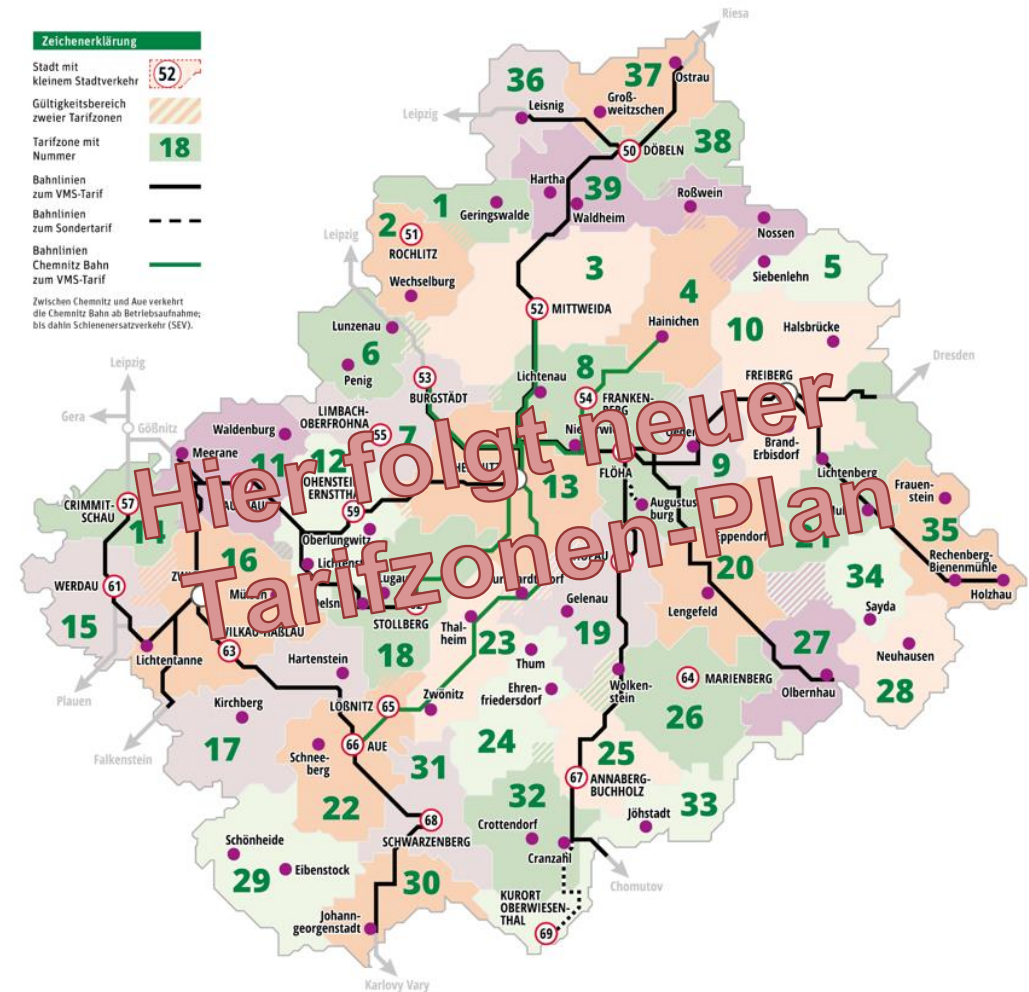 Zeichenerklärung
Stadt mit
kleinem Stadtverkehr
52
Gültigkeitsbereich
zweier Tarifzonen
Tarifzone mit
Nummer
18
Bahnlinien
zum VMS-Tarif
Bahnlinien
zum Sondertarif
Bahnlinien
Chemnitz Bahn
zum VMS-Tarif
Zwischen Chemnitz und Aue verkehrt
die Chemnitz Bahn ab Betriebsaufnahme;
bis dahin Schienenersatzverkehr (SEV).
Riesa
37
Ostrau
36
Groß-
weitzschen
Leisnig
Leipzig
38
50 DÖBELN
Hartha
39
Roßwein
1
Geringswalde
Waldheim
2
51
ROCHLITZ
Nossen
Leipzig
3
5
Siebenlehn
Wechselburg
4
52 MITTWEIDA
10
Halsbrücke
Hainichen
Lunzenau
6
8
Penig
Leipzig
Dresden
53
BURGSTÄDT
Lichtenau
FREIBERG
54
FRANKEN-
BERG
LIMBACH-
OBERFROHNA
55
7
Gera
Gößnitz
Waldenburg
Meerane
11
12
9
Brand-
Erbisdorf
Hier folgt neuer
Tarifzonen-Plan
13
FLÖHA
Lichtenberg
CRIMMIT-
SCHAU
57
14
59
Augustus-
burg
Frauen-
stein
35
Oberlungwitz
Eppendorf
Rechenberg-
Bienenmühle
16
20
34
Holzhau
WERDAU 61
Lugau
Gelenau
Lengefeld
Sayda
15
STOLLBERG
Thal-
heim
23
19
27
Neuhausen
63
18
Lichtentanne
Hartenstein
Thum
64 MARIENBERG
28
Plauen
Kirchberg
Ehren-
friedersdorf
Wolken-
stein
Olbernhau
LÖßNITZ
65
Zwönitz
26
Falkenstein
17
66 AUE
24
25
Schnee-
berg
31
67 ANNABERG-
BUCHHOLZ
33
22
32
Jöhstadt
68
SCHWARZENBERG
Crottendorf
Schönheide
Cranzahl
29
Eibenstock
30
Chomutov
KURORT
OBERWIESEN-
THAL
69
Johann-
georgenstadt
Karlovy Vary